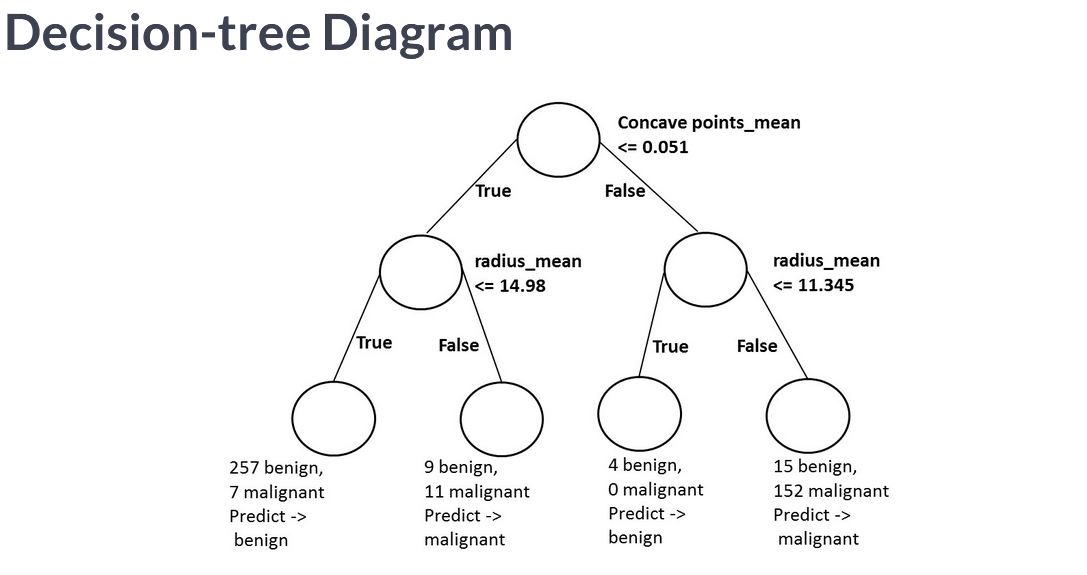 Decision-tree Diagram
Concave points_mean
<= 0.051
True
False
radius_mean
<= 14.98
radius_mean
<= 11.345
True
False
True
False
257 benign,
7 malignant
Predict ->
benign
9 benign,
11 malignant
Predict ->
malignant
4 benign,
0 malignant
Predict ->
benign
15 benign,
152 malignant
Predict ->
malignant